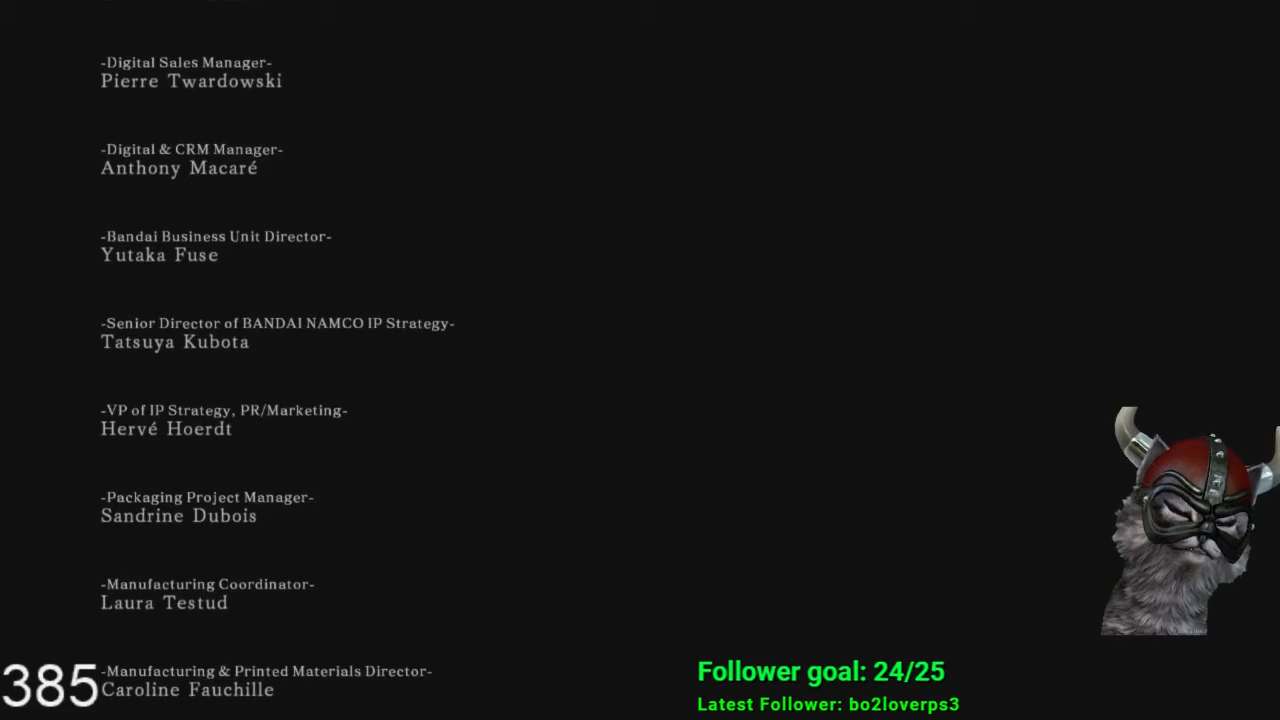 -Digital Sales Manager-
Pierre Twardowski
-Digital & CRM Manager-
Anthony Macaré
-Bandai Business Unit Director-
Yutaka Fuse
-Senior Director of BANDAI NAMCO IP Strategy-
Tatsuya Kubota
-VP of IP Strategy, PR/Marketing-
Hervé Hoerdt
-Packaging Project Manager-
Sandrine Dubois
-Manufacturing Coordinator-
Laura Testud
-Manufacturing & Printed Materials Director-
Caroline Fauchille
385
Follower goal: 24/25
Latest Follower: bo2loverps3